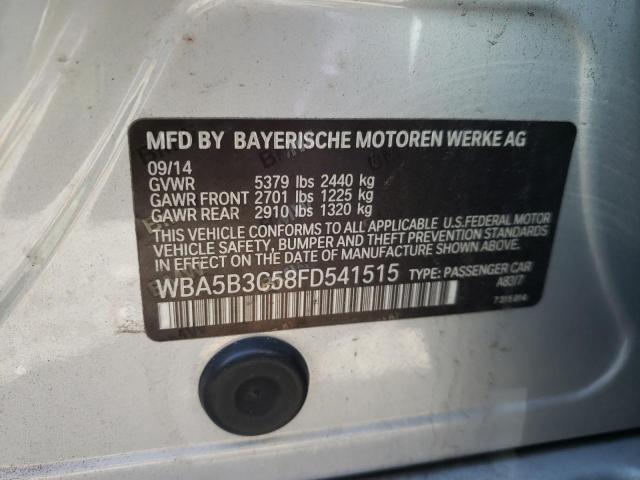 MFD BY BAYERISCHE MOTOREN WERKE AG
09/14
GVWR 5379 lbs 2440 kg
GAWR FRONT 2701 lbs 1225 kg
GAWR REAR 2910 lbs 1320 kg
THIS VEHICLE CONFORMS TO ALL APPLICABLE U.S.FEDERAL MOTOR
VEHICLE SAFETY, BUMPER AND THEFT PREVENTION STANDARDS
IN EFFECT ON THE DATE OF MANUFACTURE SHOWN ABOVE.
WBA5B3C58FD541515 TYPE: PASSENGER CAR
A83/7